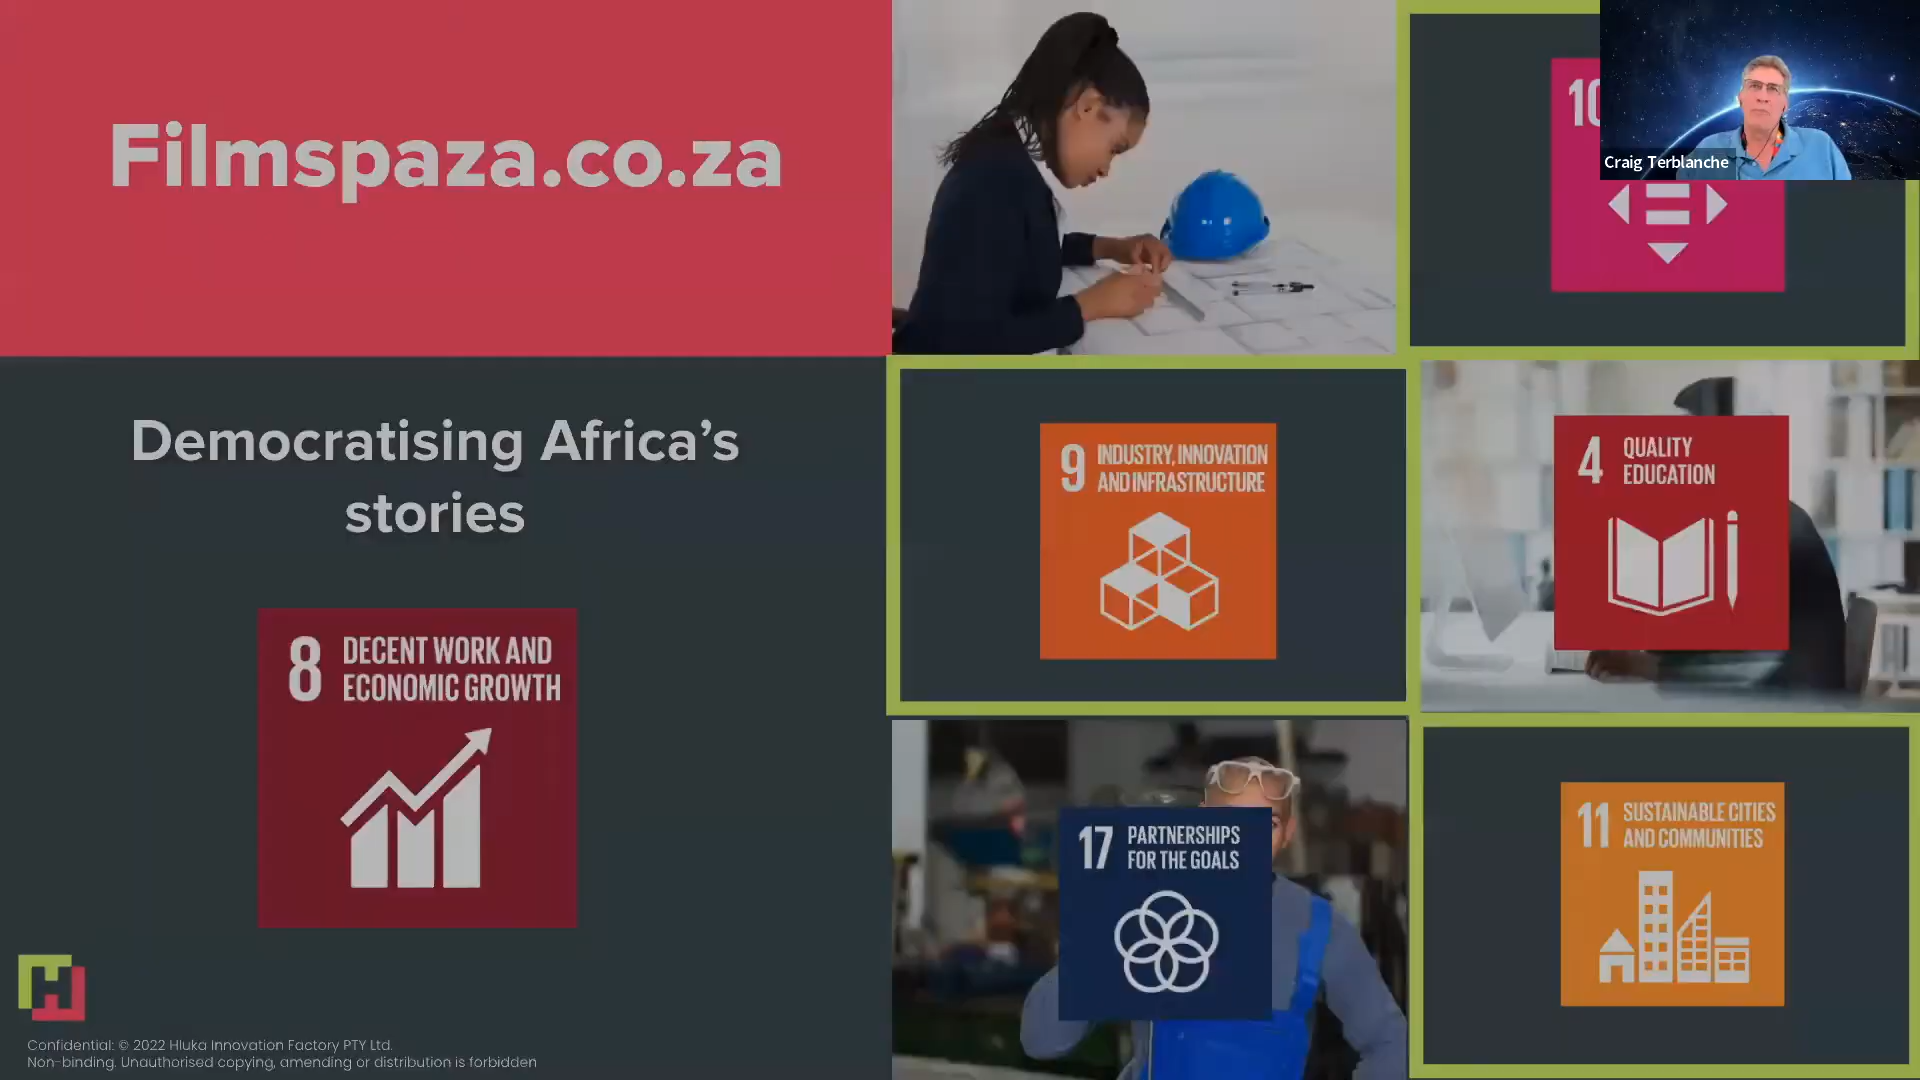 Filmspaza.co.za
Democratising Africa’s
stories
8 DECENT WORK AND
ECONOMIC GROWTH
10
Craig Terblanche
9 INDUSTRY, INNOVATION
AND INFRASTRUCTURE
4 QUALITY
EDUCATION
17 PARTNERSHIPS
FOR THE GOALS
11 SUSTAINABLE CITIES
AND COMMUNITIES
H
Confidential: © 2022 Hluka Innovation Factory PTY Ltd.
Non-binding. Unauthorised copying, amending or distribution is forbidden